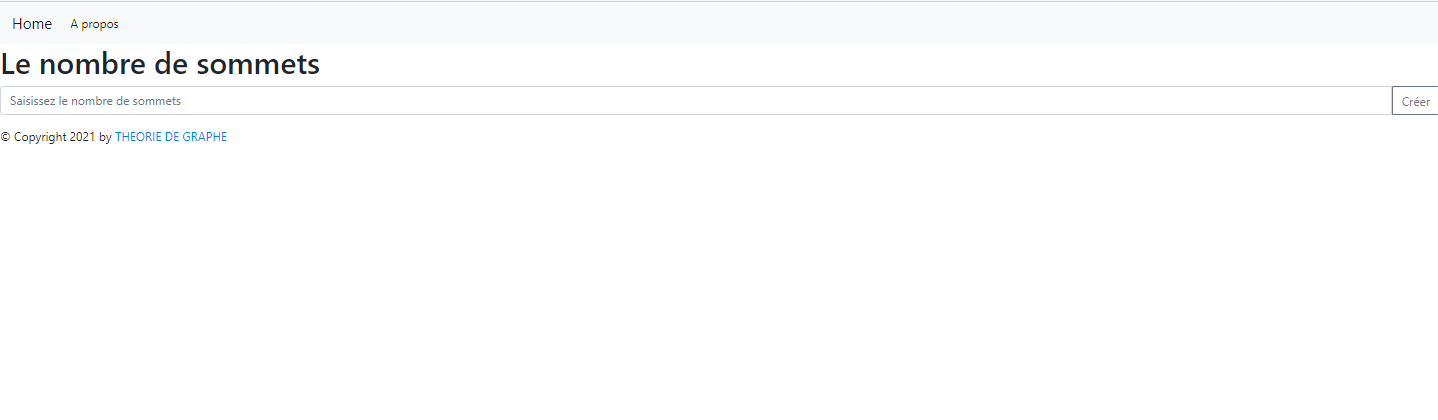 Home A propos
Le nombre de sommets
Saisissez le nombre de sommets Créer
© Copyright 2021 by THEORIE DE GRAPHE